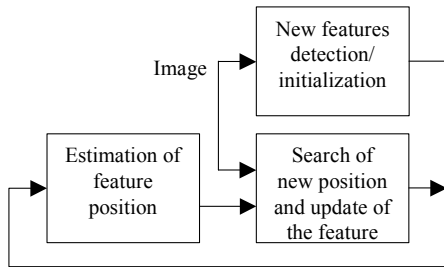 New features
detection/
initialization
Image
Estimation of
feature
position
Search of
new position
and update of
the feature